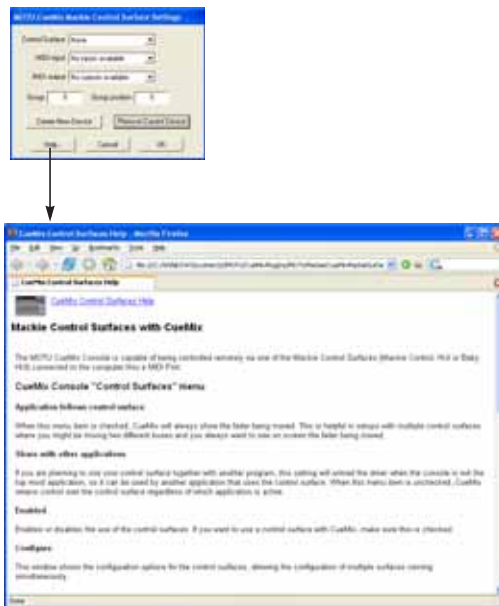 MOTU CueMix Mackie Control Surface Settings
Control Surface None
MIDI input No inputs available
MIDI output No outputs available
Group 1 Group position 1
Create New Device Remove Current Device
Help... Cancel OK
CueMix Control Surfaces Help - Mozilla Firefox
File Edit View Go Bookmarks Tools Help
CueMix Control Surfaces Help
CueMix Control Surfaces Help
Mackie Control Surfaces with CueMix
The MOTU CueMix Console is capable of being controlled remotely via one of the Mackie Control Surfaces (Mackie Control, HUI or Baby
HUI) connected to the computer thru a MIDI Port.
CueMix Console "Control Surfaces" menu
Application follows control surface
When this menu item is checked, CueMix will always show the fader being moved. This is helpful in setups with multiple control surfaces
where you might be moving two different busses and you always want to see on screen the fader being moved.
Share with other applications
If you are planning to use your control surface together with another program, this setting will unload the driver when the console is not the
top most application, so it can be used by another application that uses the control surface. When this menu item is unchecked, CueMix
retains control over the control surface regardless of which application is active.
Enabled
Enables or disables the use of the control surfaces. If you want to use a control surface with CueMix, make sure this is checked.
Configure
This window shows the configuration options for the control surfaces, allowing the configuration of multiple surfaces running
simultaneously.
Done